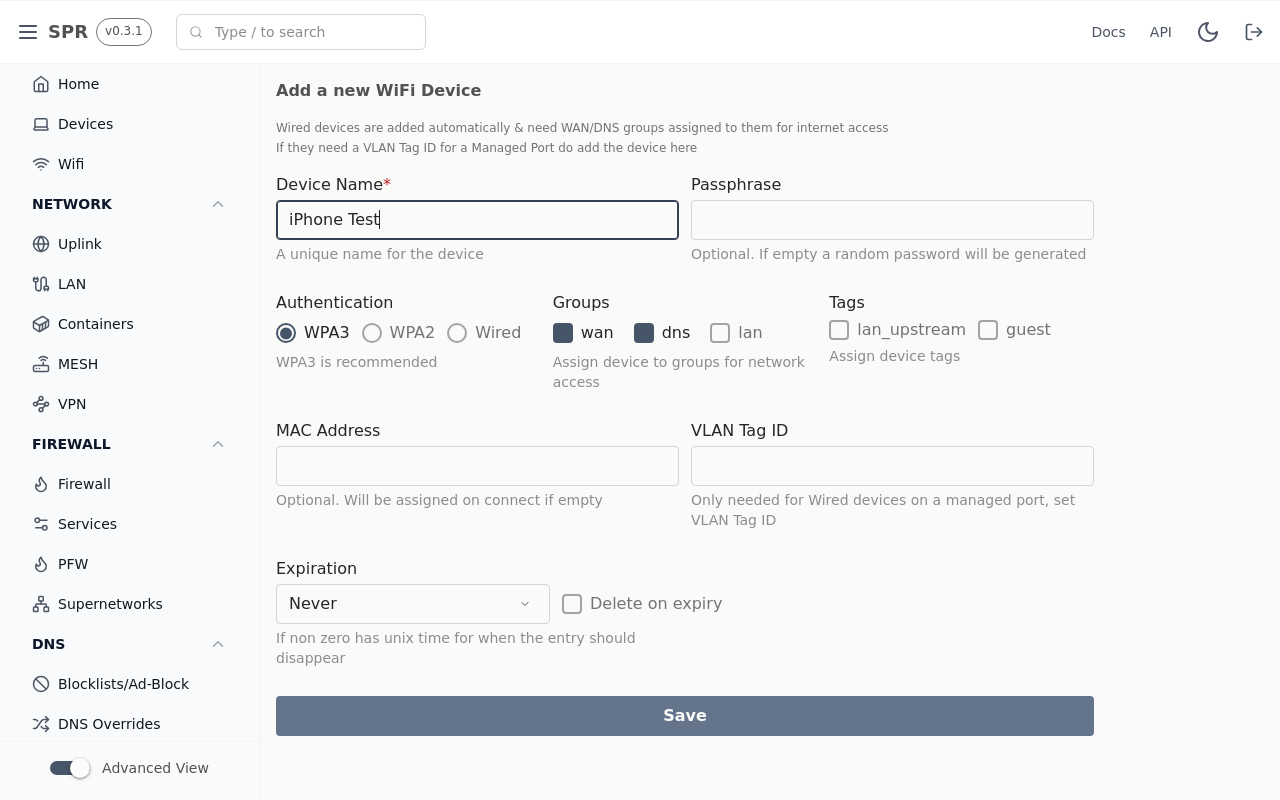 SPR v0.3.1 Type / to search Docs API
Home
Devices
Wifi
NETWORK
Uplink
LAN
Containers
MESH
VPN
FIREWALL
Firewall
Services
PFW
Supernetworks
DNS
Blocklists/Ad-Block
DNS Overrides
Advanced View
Add a new WiFi Device
Wired devices are added automatically & need WAN/DNS groups assigned to them for internet access
If they need a VLAN Tag ID for a Managed Port do add the device here
Device Name*
iPhone Test
A unique name for the device
Passphrase
Optional. If empty a random password will be generated
Authentication
WPA3 WPA2 Wired
WPA3 is recommended
Groups
wan dns lan
Assign device to groups for network
access
Tags
lan_upstream guest
Assign device tags
MAC Address
Optional. Will be assigned on connect if empty
VLAN Tag ID
Only needed for Wired devices on a managed port, set
VLAN Tag ID
Expiration
Never Delete on expiry
If non zero has unix time for when the entry should
disappear
Save